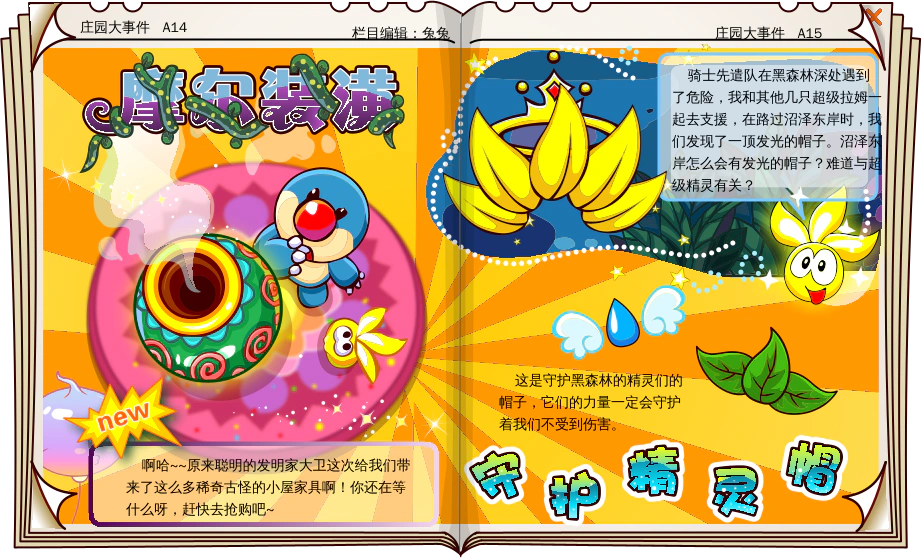 庄园大事件 A14
栏目编辑：兔兔
摩尔装潢
new
啊哈~~原来聪明的发明家大卫这次给我们带
来了这么多稀奇古怪的小屋家具啊！你还在等
什么呀，赶快去抢购吧~
庄园大事件 A15
骑士先遣队在黑森林深处遇到
了危险，我和其他几只超级拉姆一
起去支援，在路过沼泽东岸时，我
们发现了一顶发光的帽子。沼泽东
岸怎么会有发光的帽子？难道与超
级精灵有关？
这是守护黑森林的精灵们的
帽子，它们的力量一定会守护
着我们不受到伤害。
守护精灵帽